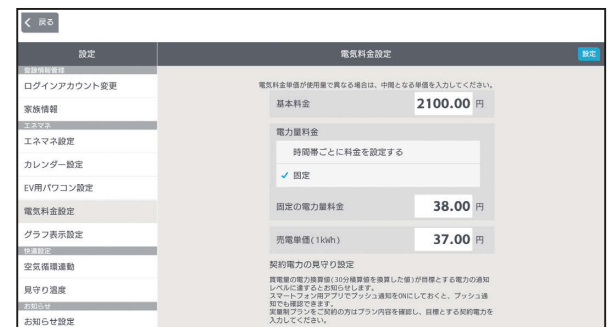 戻る
設定
電気料金設定
設定
登録情報管理
ログインアカウント変更
家族情報
エネマネ
エネマネ設定
カレンダー設定
EV用パワコン設定
電気料金設定
グラフ表示設定
快適設定
空気循環連動
見守り温度
お知らせ
お知らせ設定
電気料金単価が使用量で異なる場合は、中間となる単価を入力してください。
基本料金 2100.00 円
電力量料金
時間帯ごとに料金を設定する
固定
固定の電力量料金 38.00 円
売電単価(1kWh) 37.00 円
契約電力の見守り設定
買電量の電力換算値(30分積算値を換算した値)が目標とする電力の通知
レベルに達するとお知らせします。
スマートフォン用アプリでプッシュ通知をONにしておくと、プッシュ通
知でも確認できます。
実量制プランをご契約の方はプラン内容を確認し、目標とする契約電力を
入力してください。